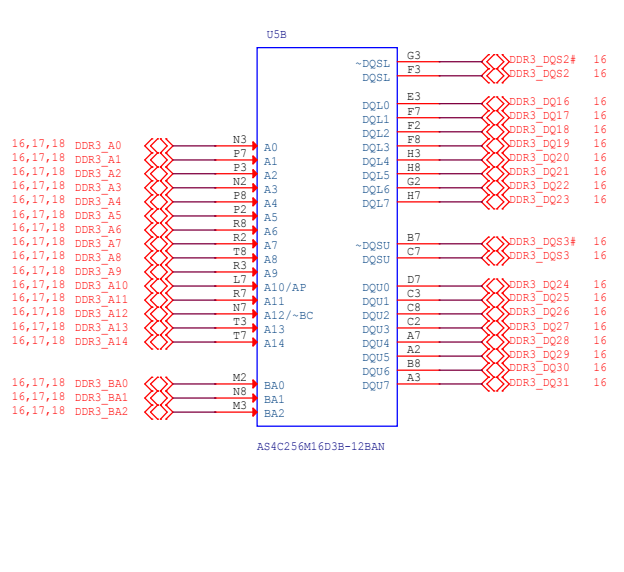 U5B
~DQSL G3 DDR3_DQS2# 16
DQSL F3 DDR3_DQS2 16
DQL0 E3 DDR3_DQ16 16
DQL1 F7 DDR3_DQ17 16
DQL2 F2 DDR3_DQ18 16
16,17,18 DDR3_A0 N3 A0 DQL3 F8 DDR3_DQ19 16
16,17,18 DDR3_A1 P7 A1 DQL4 H3 DDR3_DQ20 16
16,17,18 DDR3_A2 P3 A2 DQL5 H8 DDR3_DQ21 16
16,17,18 DDR3_A3 N2 A3 DQL6 G2 DDR3_DQ22 16
16,17,18 DDR3_A4 P8 A4 DQL7 H7 DDR3_DQ23 16
16,17,18 DDR3_A5 P2 A5
16,17,18 DDR3_A6 R8 A6
16,17,18 DDR3_A7 R2 A7 ~DQSU B7 DDR3_DQS3# 16
16,17,18 DDR3_A8 T8 A8 DQSU C7 DDR3_DQS3 16
16,17,18 DDR3_A9 R3 A9
16,17,18 DDR3_A10 L7 A10/AP DQU0 D7 DDR3_DQ24 16
16,17,18 DDR3_A11 R7 A11 DQU1 C3 DDR3_DQ25 16
16,17,18 DDR3_A12 N7 A12/~BC DQU2 C8 DDR3_DQ26 16
16,17,18 DDR3_A13 T3 A13 DQU3 C2 DDR3_DQ27 16
16,17,18 DDR3_A14 T7 A14 DQU4 A7 DDR3_DQ28 16
DQU5 A2 DDR3_DQ29 16
DQU6 B8 DDR3_DQ30 16
16,17,18 DDR3_BA0 M2 BA0 DQU7 A3 DDR3_DQ31 16
16,17,18 DDR3_BA1 N8 BA1
16,17,18 DDR3_BA2 M3 BA2
AS4C256M16D3B-12BAN